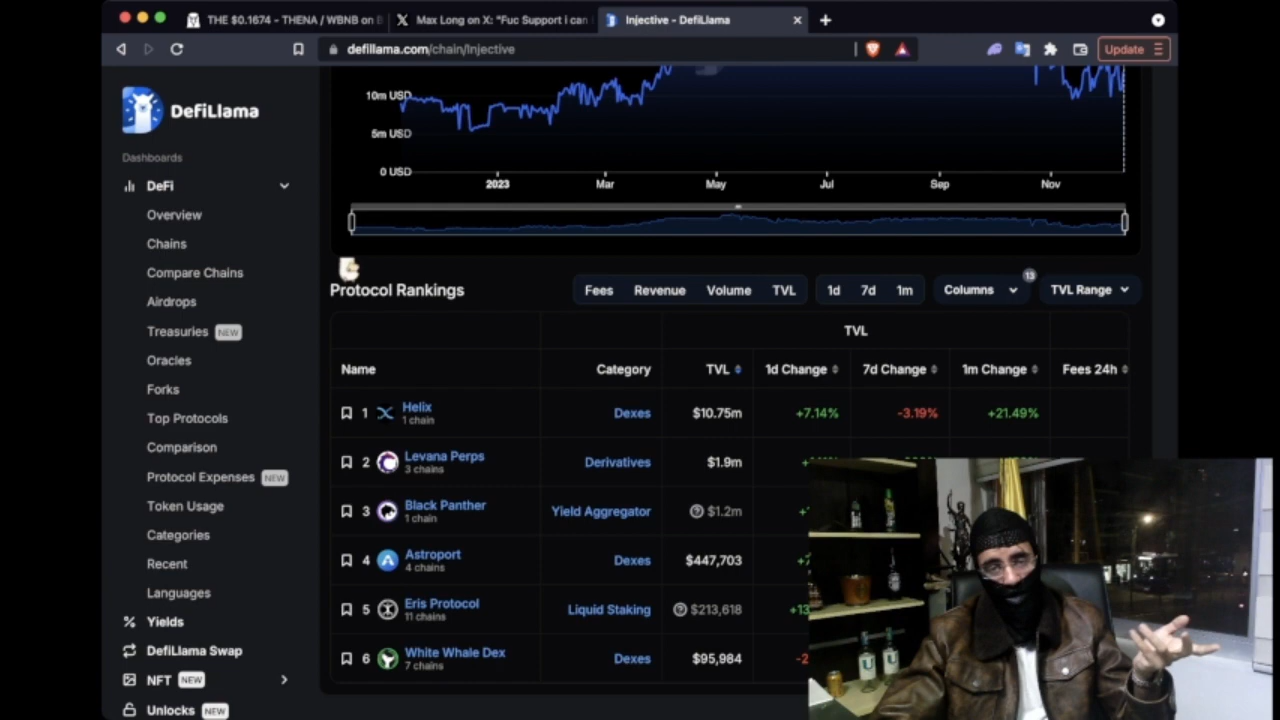 THE $0.1674 - THENA / WBNB on B
Max Long on X: "Fuc Support i can
Injective - DefiLlama
defillama.com/chain/Injective
Update
DefiLlama
Dashboards
DeFi
Overview
Chains
Compare Chains
Airdrops
Treasuries NEW
Oracles
Forks
Top Protocols
Comparison
Protocol Expenses NEW
Token Usage
Categories
Recent
Languages
Yields
DefiLlama Swap
NFT NEW
Unlocks NEW
10m USD
5m USD
0 USD
2023 Mar May Jul Sep Nov
Protocol Rankings
Fees Revenue Volume TVL 1d 7d 1m Columns 13 TVL Range
TVL
Name Category TVL 1d Change 7d Change 1m Change Fees 24h
1 Helix Dexes $10.75m +7.14% -3.19% +21.49%
1 chain
2 Levana Perps Derivatives $1.9m
3 chains
3 Black Panther Yield Aggregator $1.2m
1 chain
4 Astroport Dexes $447,703
4 chains
5 Eris Protocol Liquid Staking $213,618
11 chains
6 White Whale Dex Dexes $95,984
7 chains